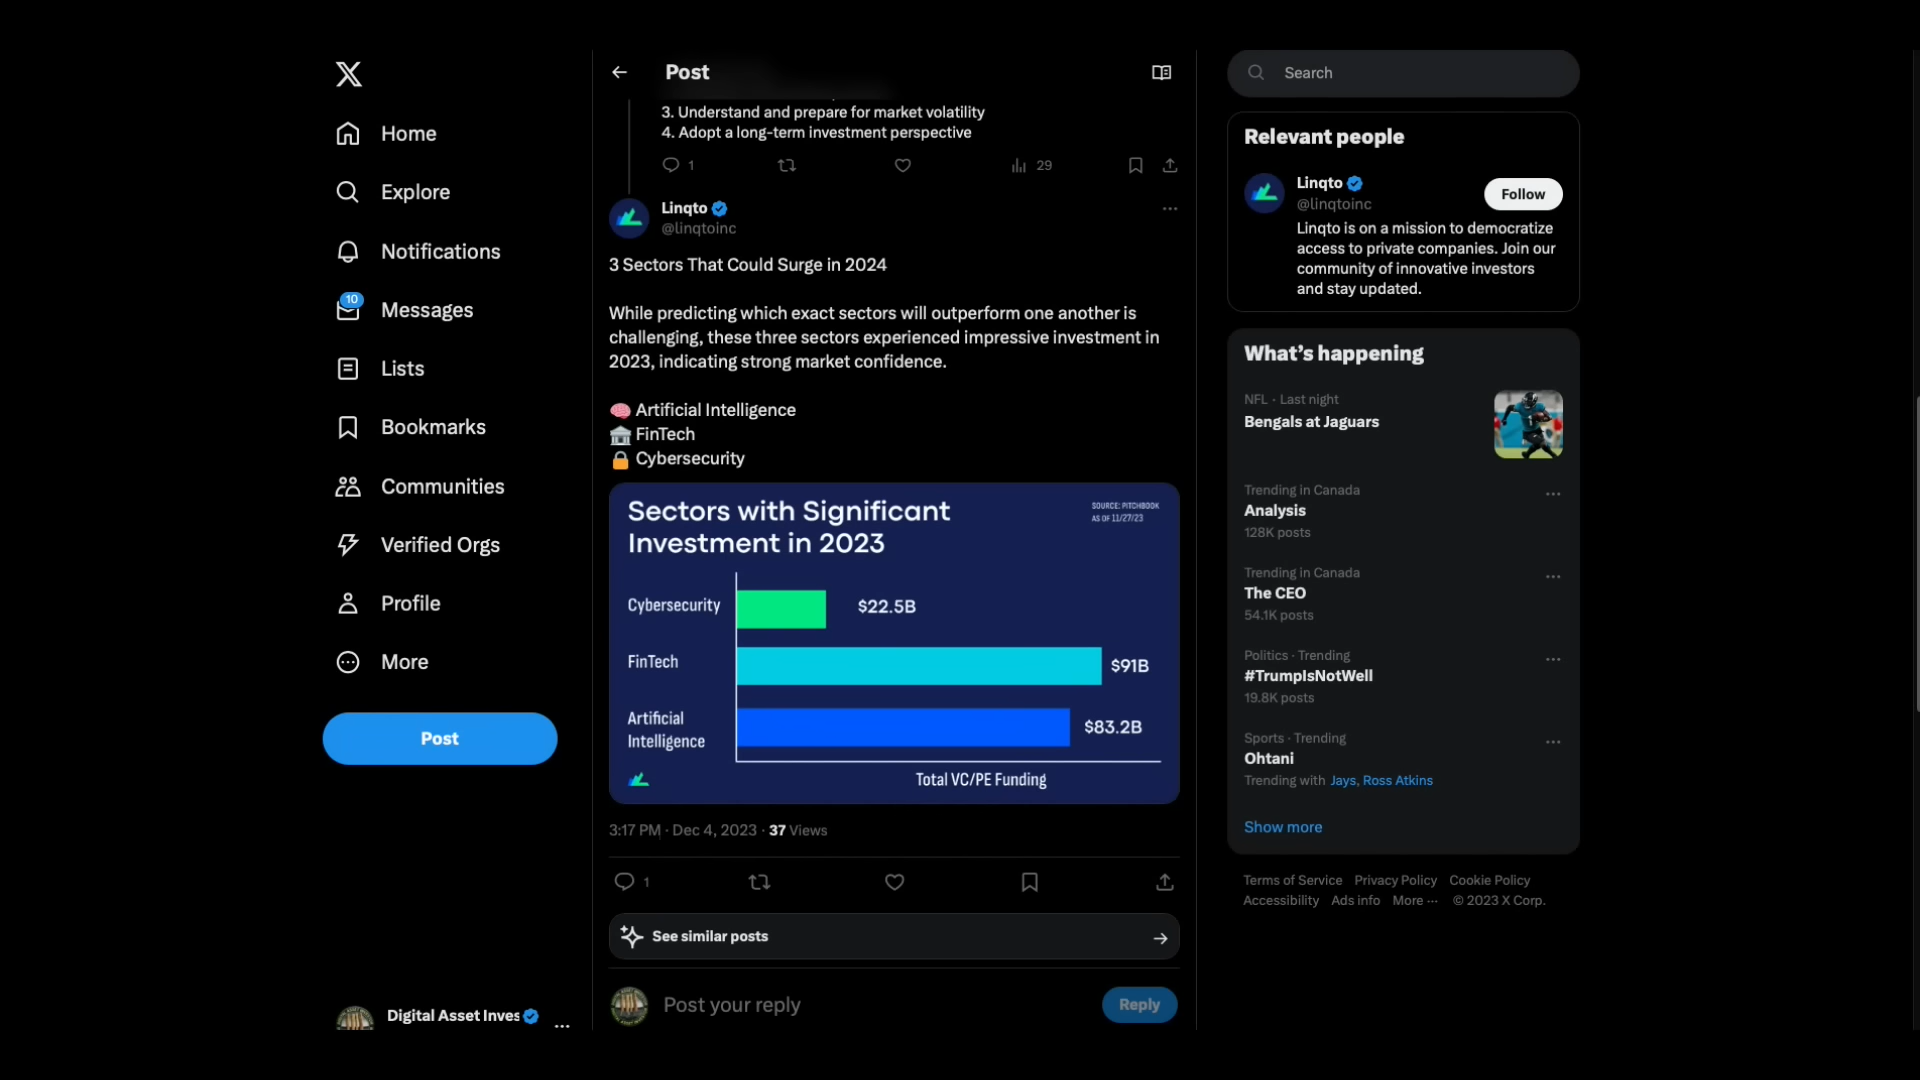 Home
Explore
Notifications
10
Messages
Lists
Bookmarks
Communities
Verified Orgs
Profile
More
Post
Digital Asset Inves
...
Post
3. Understand and prepare for market volatility
4. Adopt a long-term investment perspective
1
29
Linqto
@linqtoinc
3 Sectors That Could Surge in 2024
While predicting which exact sectors will outperform one another is
challenging, these three sectors experienced impressive investment in
2023, indicating strong market confidence.
🧠 Artificial Intelligence
🏛️ FinTech
🔒 Cybersecurity
Sectors with Significant
Investment in 2023
SOURCE: PITCHBOOK
AS OF 11/27/23
Cybersecurity
$22.5B
FinTech
$91B
Artificial
Intelligence
$83.2B
Total VC/PE Funding
3:17 PM · Dec 4, 2023 · 37 Views
1
See similar posts
Post your reply
Reply
Search
Relevant people
Linqto
@linqtoinc
Follow
Linqto is on a mission to democratize
access to private companies. Join our
community of innovative investors
and stay updated.
What's happening
NFL · Last night
Bengals at Jaguars
Trending in Canada
Analysis
128K posts
Trending in Canada
The CEO
54.1K posts
Politics · Trending
#TrumpIsNotWell
19.8K posts
Sports · Trending
Ohtani
Trending with Jays, Ross Atkins
Show more
Terms of Service Privacy Policy Cookie Policy
Accessibility Ads info More ··· © 2023 X Corp.